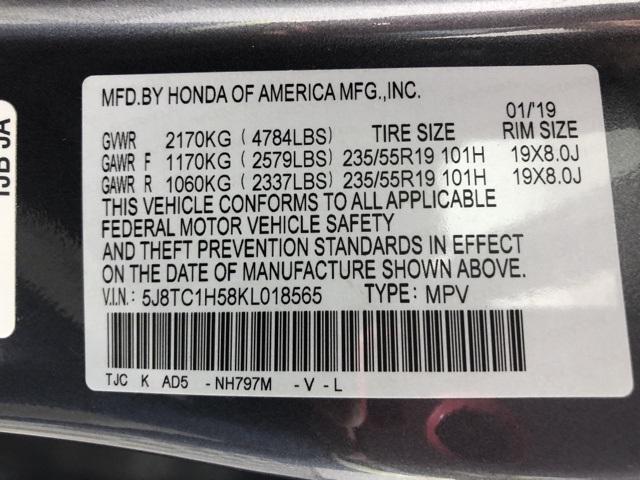 MFD.BY HONDA OF AMERICA MFG.,INC.
01/'19
GVWR 2170KG (4784LBS) TIRE SIZE RIM SIZE
GAWR F 1170KG (2579LBS) 235/55R19 101H 19X8.0J
GAWR R 1060KG (2337LBS) 235/55R19 101H 19X8.0J
THIS VEHICLE CONFORMS TO ALL APPLICABLE
FEDERAL MOTOR VEHICLE SAFETY
AND THEFT PREVENTION STANDARDS IN EFFECT
ON THE DATE OF MANUFACTURE SHOWN ABOVE.
V.I.N.: 5J8TC1H58KL018565 TYPE: MPV
TJC K AD5 -NH797M -V-L